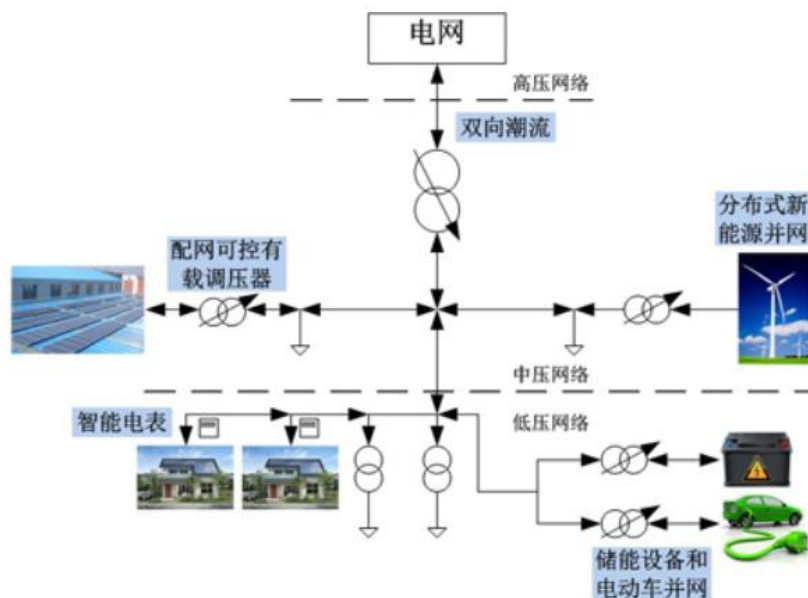 电网
高压网络
双向潮流
分布式新
能源并网
配网可控有
载调压器
中压网络
智能电表
低压网络
储能设备和
电动车并网